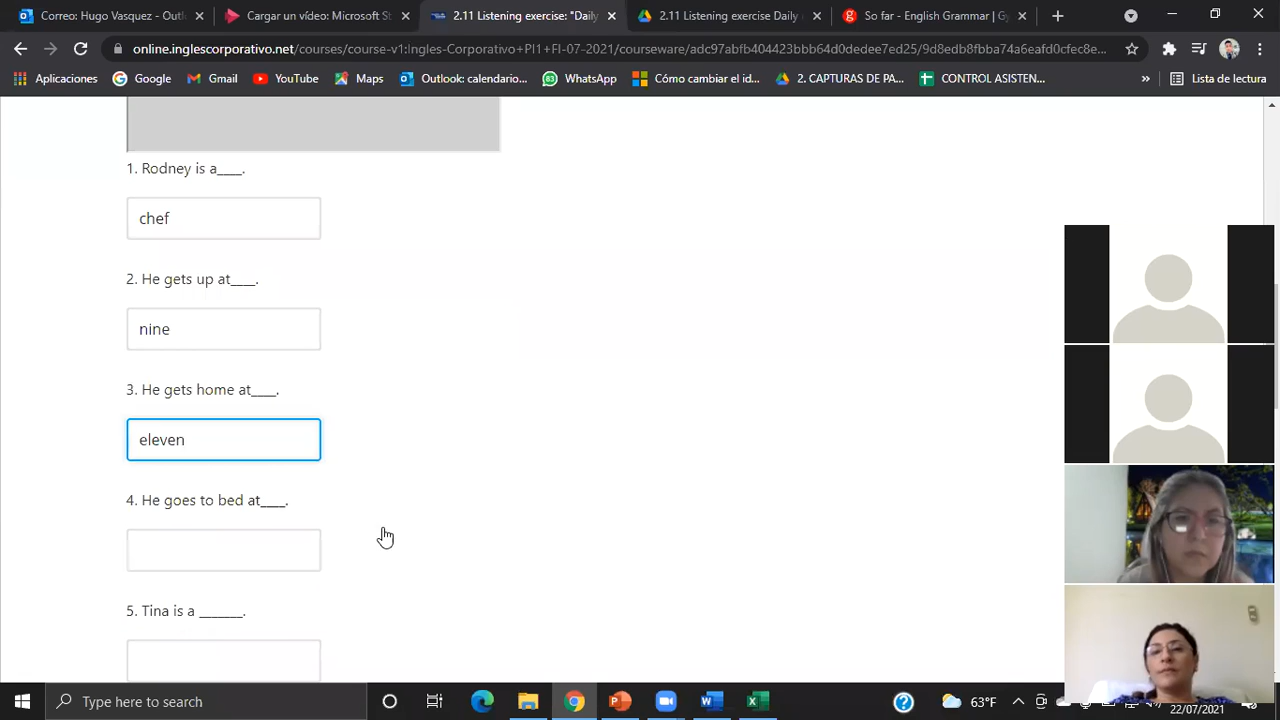 Correo: Hugo Vasquez - Outlo
Cargar un vídeo: Microsoft St
2.11 Listening exercise: "Daily
2.11 Listening exercise Daily
So far - English Grammar | Gy
online.inglescorporativo.net/courses/course-v1:Ingles-Corporativo+PI1+FI-07-2021/courseware/adc97abfb404423bbb64d0dedee7ed25/9d8edb8fbba74a6eafd0cfec8e...
Aplicaciones
Google
Gmail
YouTube
Maps
Outlook: calendario...
WhatsApp
Cómo cambiar el id...
2. CAPTURAS DE PA...
CONTROL ASISTEN...
»
Lista de lectura
1. Rodney is a____.
chef
2. He gets up at____.
nine
3. He gets home at____.
eleven
4. He goes to bed at____.
5. Tina is a _______.
Type here to search
63°F
22/07/2021